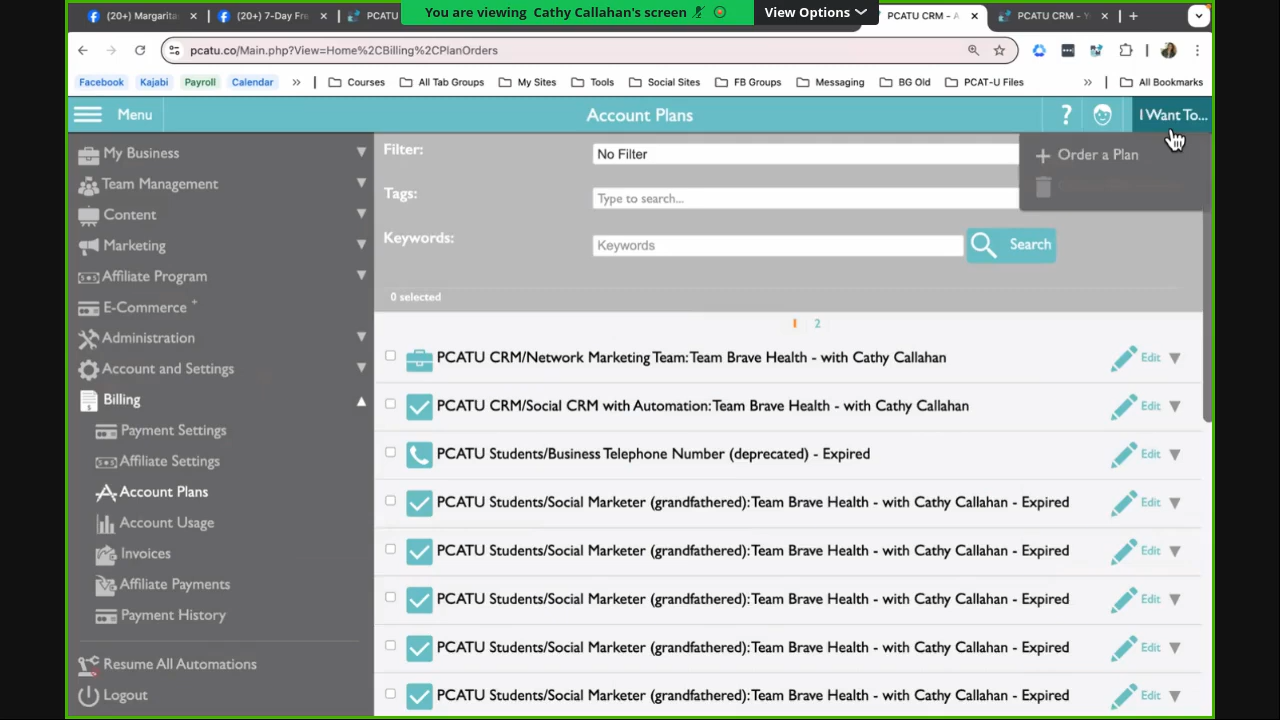 (20+) Margarita
(20+) 7-Day Fre
PCATU
You are viewing Cathy Callahan's screen
View Options
PCATU CRM - A
PCATU CRM - Y
pcatu.co/Main.php?View=Home%2CBilling%2CPlanOrders
Facebook
Kajabi
Payroll
Calendar
»
Courses
All Tab Groups
My Sites
Tools
Social Sites
FB Groups
Messaging
BG Old
PCAT-U Files
»
All Bookmarks
Menu
Account Plans
?
I Want To...
Order a Plan
My Business
Team Management
Content
Marketing
Affiliate Program
E-Commerce +
Administration
Account and Settings
Billing
Payment Settings
Affiliate Settings
Account Plans
Account Usage
Invoices
Affiliate Payments
Payment History
Resume All Automations
Logout
Filter:
No Filter
Tags:
Type to search...
Keywords:
Keywords
Search
0 selected
1 2
PCATU CRM/Network Marketing Team:Team Brave Health - with Cathy Callahan
Edit
PCATU CRM/Social CRM with Automation:Team Brave Health - with Cathy Callahan
Edit
PCATU Students/Business Telephone Number (deprecated) - Expired
Edit
PCATU Students/Social Marketer (grandfathered):Team Brave Health - with Cathy Callahan - Expired
Edit
PCATU Students/Social Marketer (grandfathered):Team Brave Health - with Cathy Callahan - Expired
Edit
PCATU Students/Social Marketer (grandfathered):Team Brave Health - with Cathy Callahan - Expired
Edit
PCATU Students/Social Marketer (grandfathered):Team Brave Health - with Cathy Callahan - Expired
Edit
PCATU Students/Social Marketer (grandfathered):Team Brave Health - with Cathy Callahan - Expired
Edit